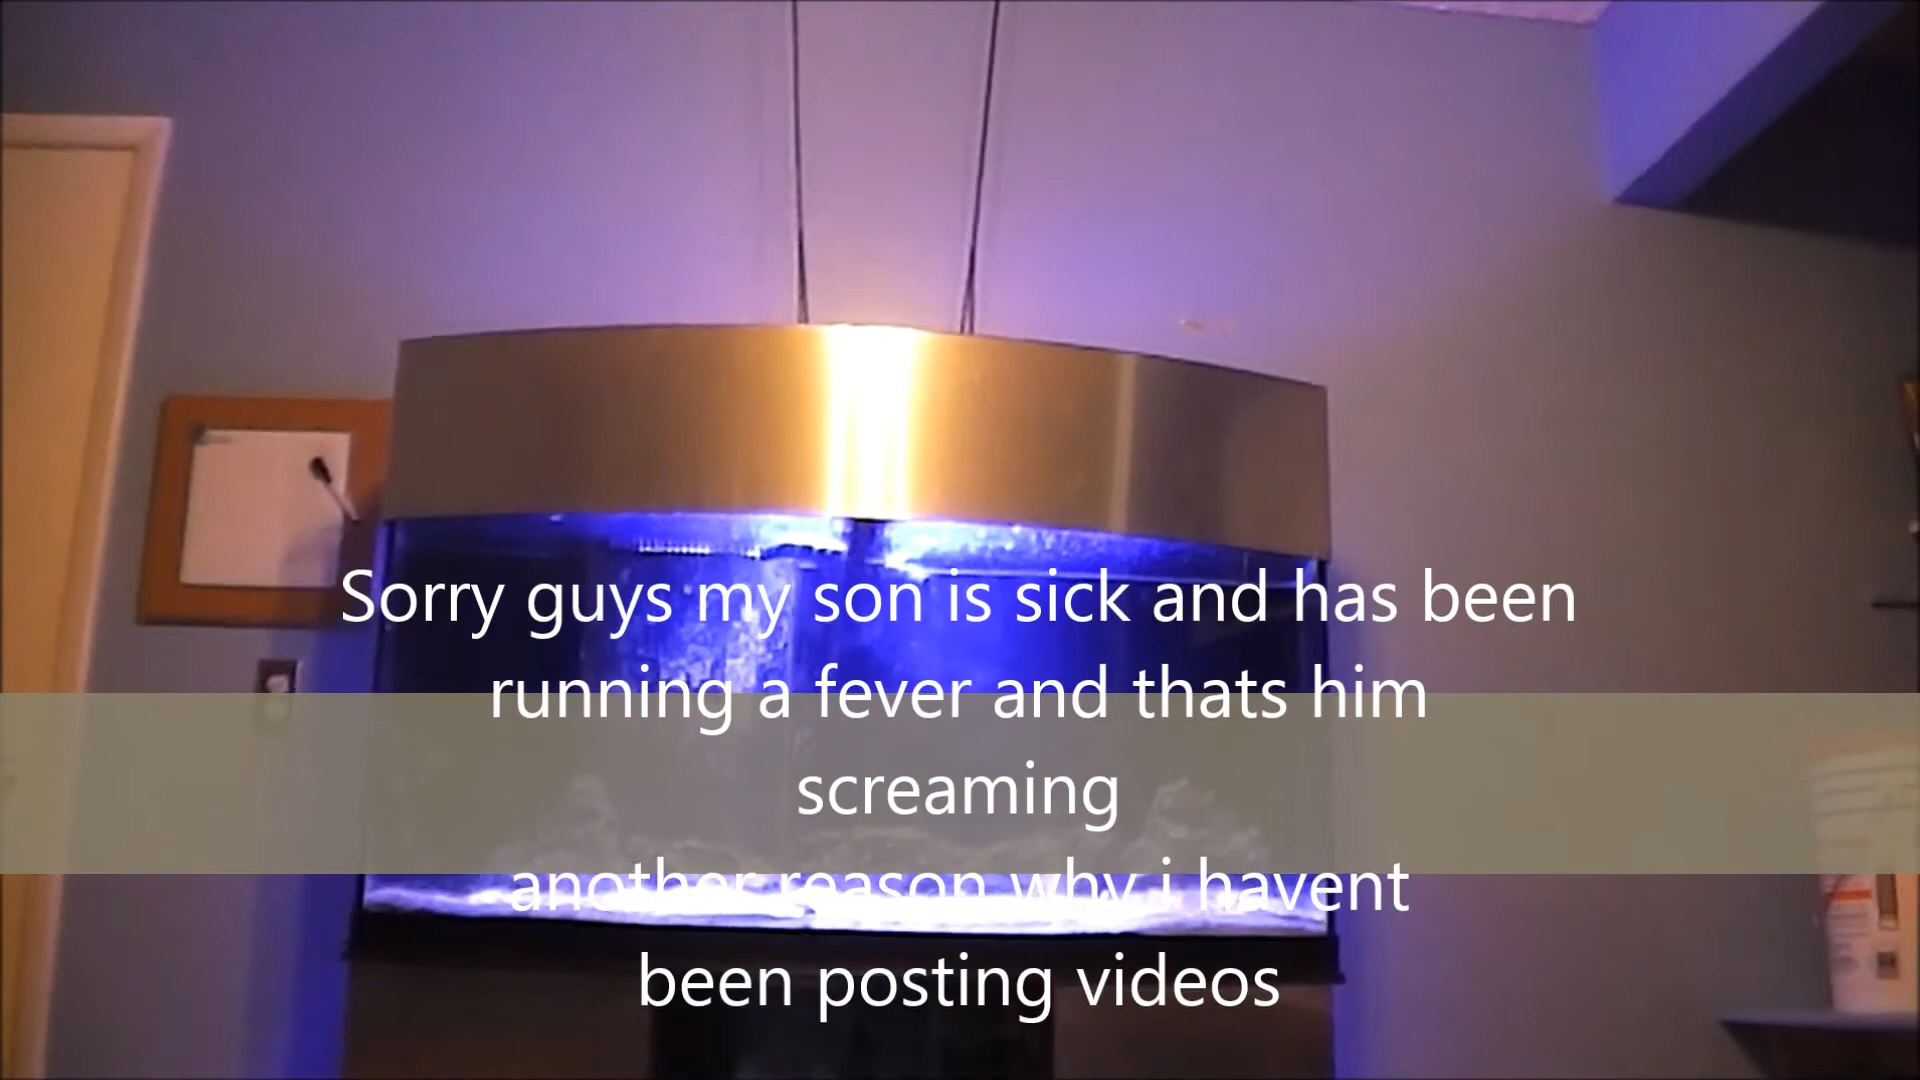 Sorry guys my son is sick and has been
running a fever and thats him
screaming
another reason why i havent
been posting videos